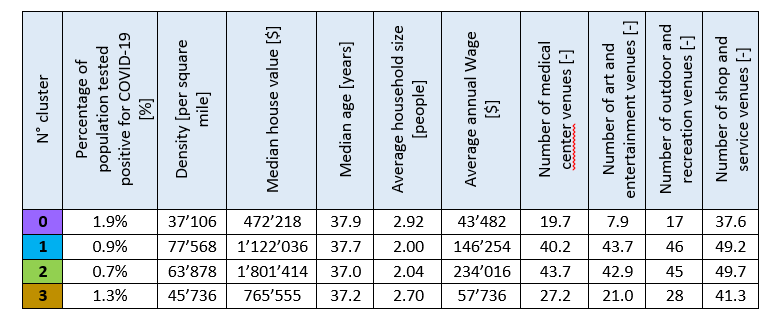 N° cluster
Percentage of
population tested
positive for COVID-19
[%]
Density [per square
mile]
Median house value [$]
Median age [years]
Average household size
[people]
Average annual Wage
[$]
Number of medical
center venues [-]
Number of art and
entertainment venues [-]
Number of outdoor and
recreation venues [-]
Number of shop and
service venues [-]
0 1.9% 37’106 472’218 37.9 2.92 43’482 19.7 7.9 17 37.6
1 0.9% 77’568 1’122’036 37.7 2.00 146’254 40.2 43.7 46 49.2
2 0.7% 63’878 1’801’414 37.0 2.04 234’016 43.7 42.9 45 49.7
3 1.3% 45’736 765’555 37.2 2.70 57’736 27.2 21.0 28 41.3